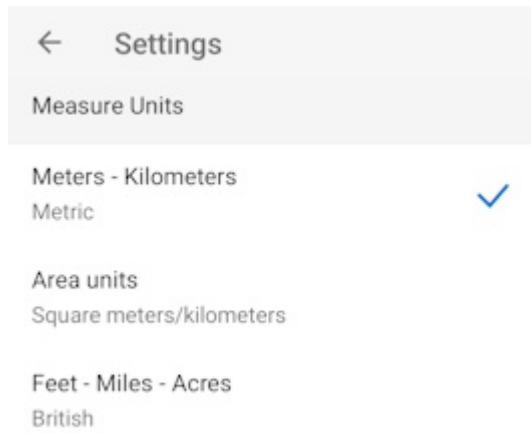 Settings
Measure Units
Meters - Kilometers
Metric
Area units
Square meters/kilometers
Feet - Miles - Acres
British